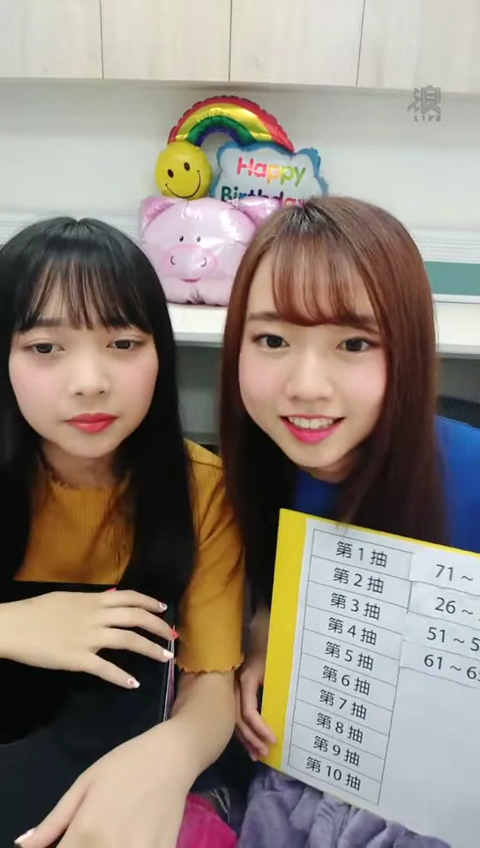 浪
LIVE
Happy
Birthday
第1抽 71～
第2抽 26～
第3抽 51～5
第4抽 61～65
第5抽
第6抽
第7抽
第8抽
第9抽
第10抽